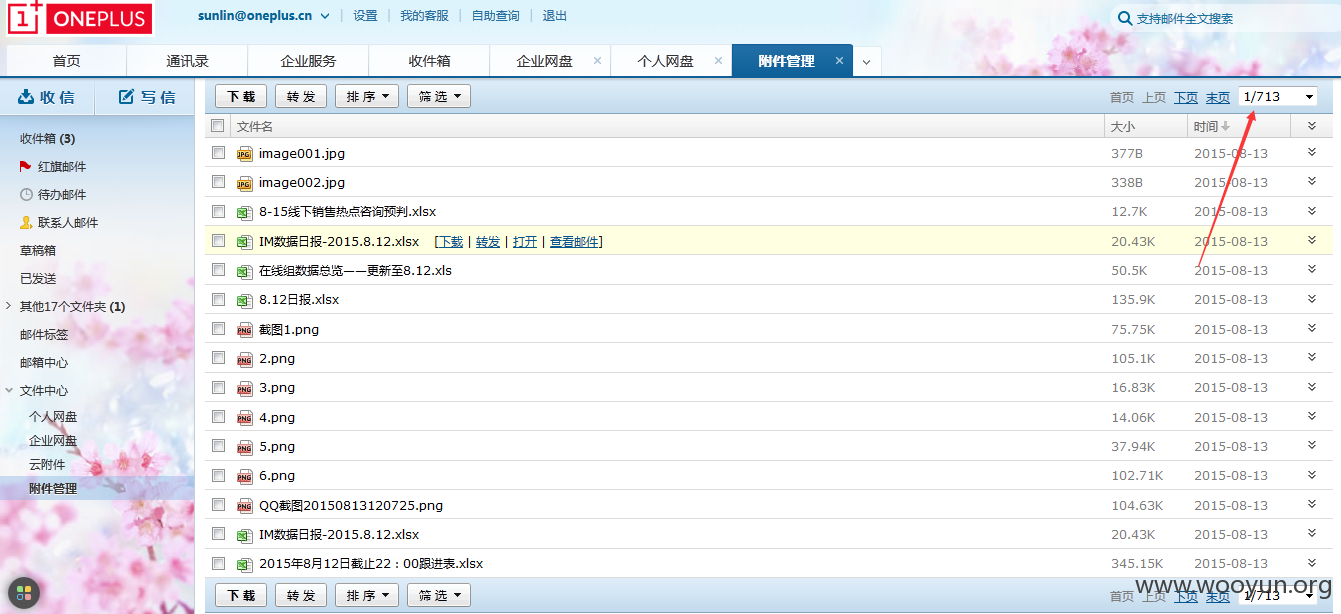 1+ ONEPLUS
sunlin@oneplus.cn 设置 我的客服 自助查询 退出
支持邮件全文搜索
首页 通讯录 企业服务 收件箱 企业网盘 × 个人网盘 × 附件管理 ×
收信 写信
收件箱 (3)
红旗邮件
待办邮件
联系人邮件
草稿箱
已发送
其他17个文件夹 (1)
邮件标签
邮箱中心
文件中心
个人网盘
企业网盘
云附件
附件管理
下载 转发 排序 筛选 首页 上页 下页 末页 1/713
文件名 大小 时间
image001.jpg 377B 2015-08-13
image002.jpg 338B 2015-08-13
8-15线下销售热点咨询预判.xlsx 12.7K 2015-08-13
IM数据日报-2015.8.12.xlsx [下载 | 转发 | 打开 | 查看邮件] 20.43K 2015-08-13
在线组数据总览——更新至8.12.xls 50.5K 2015-08-13
8.12日报.xlsx 135.9K 2015-08-13
截图1.png 75.75K 2015-08-13
2.png 105.1K 2015-08-13
3.png 16.83K 2015-08-13
4.png 14.06K 2015-08-13
5.png 37.94K 2015-08-13
6.png 102.71K 2015-08-13
QQ截图20150813120725.png 104.63K 2015-08-13
IM数据日报-2015.8.12.xlsx 20.43K 2015-08-13
2015年8月12日截止22：00跟进表.xlsx 345.15K 2015-08-13
下载 转发 排序 筛选 首页 上页 下页 末页 1/713
www.wooyun.org